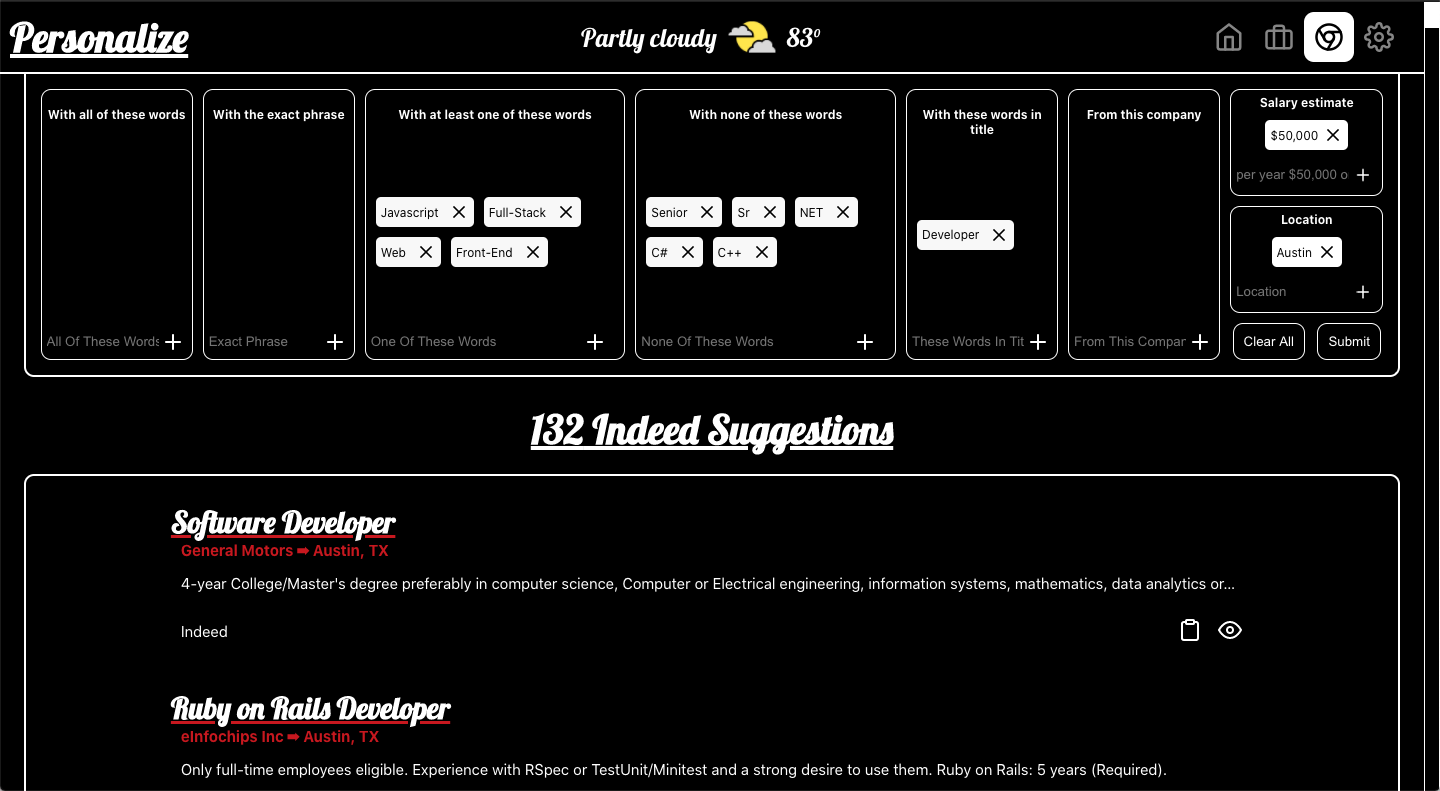 Personalize
Partly cloudy 83°
With all of these words
All Of These Words
With the exact phrase
Exact Phrase
With at least one of these words
Javascript
Full-Stack
Web
Front-End
One Of These Words
With none of these words
Senior
Sr
NET
C#
C++
None Of These Words
With these words in
title
Developer
These Words In Tit
From this company
From This Compar
Salary estimate
$50,000
per year $50,000 o
Location
Austin
Location
Clear All
Submit
132 Indeed Suggestions
Software Developer
General Motors ➡ Austin, TX
4-year College/Master's degree preferably in computer science, Computer or Electrical engineering, information systems, mathematics, data analytics or...
Indeed
Ruby on Rails Developer
eInfochips Inc ➡ Austin, TX
Only full-time employees eligible. Experience with RSpec or TestUnit/Minitest and a strong desire to use them. Ruby on Rails: 5 years (Required).